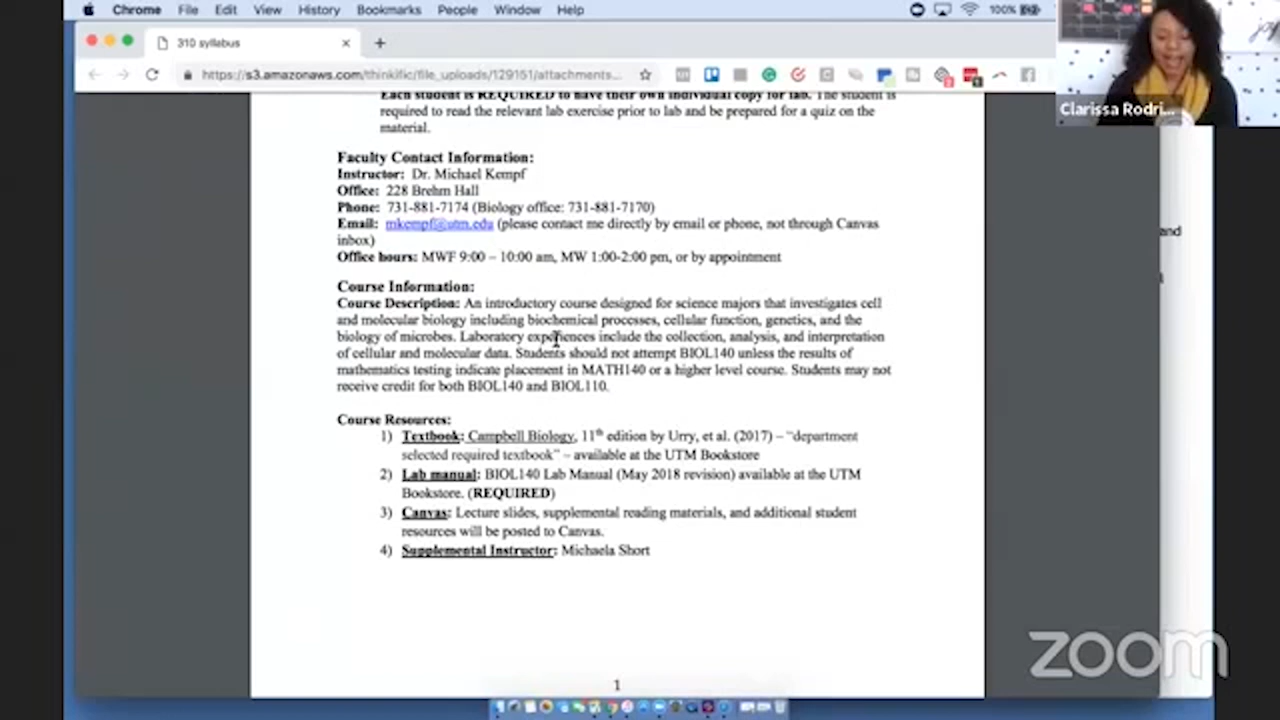 Chrome File Edit View History Bookmarks People Window Help 100%
310 syllabus
https://s3.amazonaws.com/thinkific/file_uploads/129151/attachments...
Each student is REQUIRED to have their own individual copy for lab. The student is
required to read the relevant lab exercise prior to lab and be prepared for a quiz on the
material.
Faculty Contact Information:
Instructor: Dr. Michael Kempf
Office: 228 Brehm Hall
Phone: 731-881-7174 (Biology office: 731-881-7170)
Email: mkempf@utm.edu (please contact me directly by email or phone, not through Canvas
inbox)
Office hours: MWF 9:00 – 10:00 am, MW 1:00-2:00 pm, or by appointment
Course Information:
Course Description: An introductory course designed for science majors that investigates cell
and molecular biology including biochemical processes, cellular function, genetics, and the
biology of microbes. Laboratory experiences include the collection, analysis, and interpretation
of cellular and molecular data. Students should not attempt BIOL140 unless the results of
mathematics testing indicate placement in MATH140 or a higher level course. Students may not
receive credit for both BIOL140 and BIOL110.
Course Resources:
1) Textbook: Campbell Biology, 11th edition by Urry, et al. (2017) – “department
selected required textbook” – available at the UTM Bookstore
2) Lab manual: BIOL140 Lab Manual (May 2018 revision) available at the UTM
Bookstore. (REQUIRED)
3) Canvas: Lecture slides, supplemental reading materials, and additional student
resources will be posted to Canvas.
4) Supplemental Instructor: Michaela Short
1
and
joy
Clarissa Rodri...
zoom